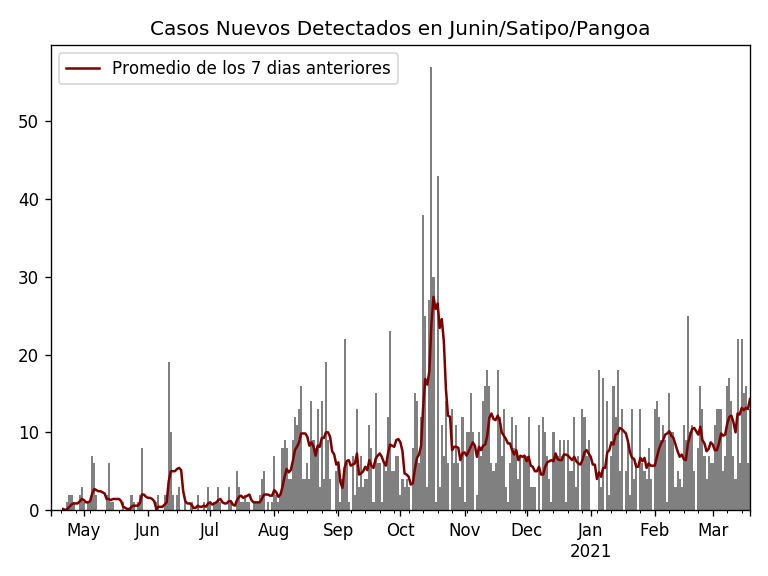 Casos Nuevos Detectados en Junin/Satipo/Pangoa
Promedio de los 7 dias anteriores
50
40
30
20
10
0
May Jun Jul Aug Sep Oct Nov Dec Jan Feb Mar
2021